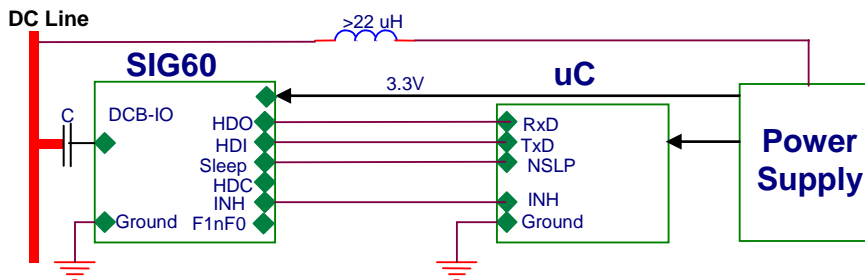 DC Line
>22 uH
SIG60
uC
3.3V
C
DCB-IO
HDO
HDI
Sleep
HDC
INH
F1nF0
Ground
RxD
TxD
NSLP
INH
Ground
Power
Supply